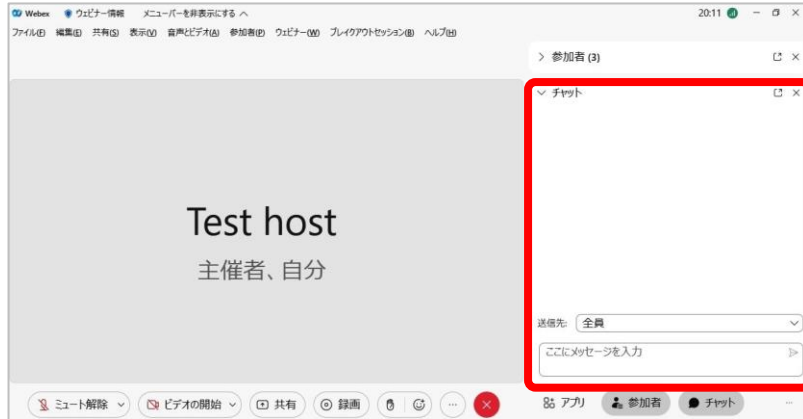 Webex ウェビナー情報 メニューバーを非表示にする 20:11
ファイル(F) 編集(E) 共有(S) 表示(V) 音声とビデオ(A) 参加者(P) ウェビナー(W) ブレイクアウトセッション(B) ヘルプ(H)
参加者 (3)
チャット
Test host
主催者、自分
送信先: 全員
ここにメッセージを入力
ミュート解除 ビデオの開始 共有 録画 アプリ 参加者 チャット